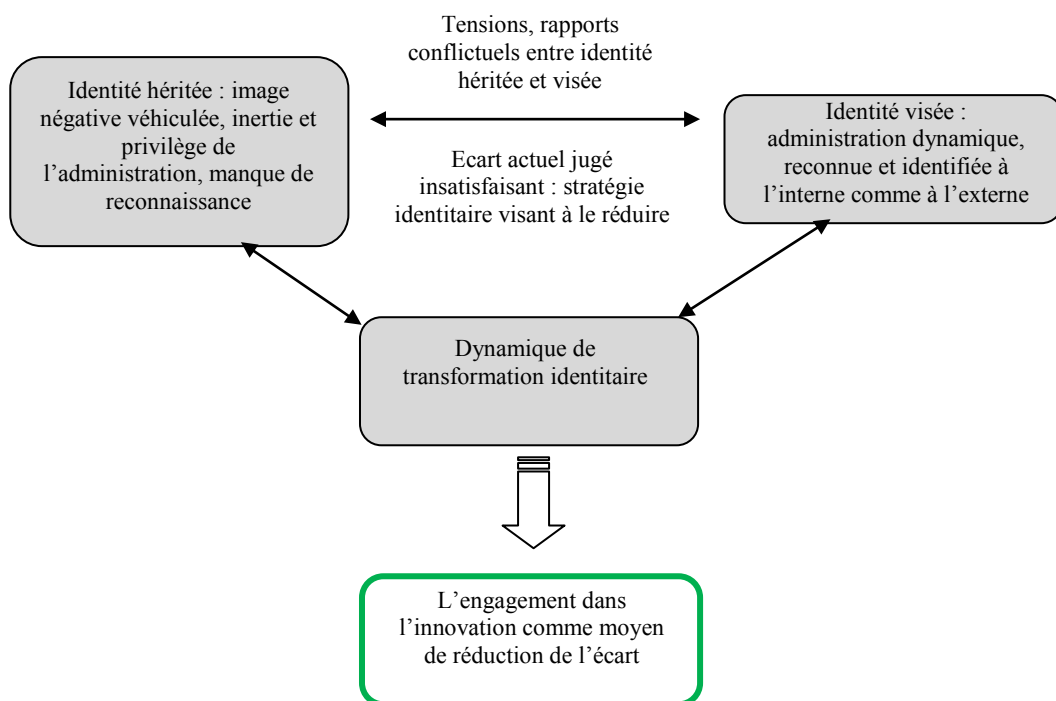 Tensions, rapports
conflictuels entre identité
héritée et visée
Identité héritée : image
négative véhiculée, inertie et
privilège de
l'administration, manque de
reconnaissance
Ecart actuel jugé
insatisfaisant : stratégie
identitaire visant à le réduire
Identité visée :
administration dynamique,
reconnue et identifiée à
l'interne comme à l'externe
Dynamique de
transformation identitaire
L'engagement dans
l'innovation comme moyen
de réduction de l'écart